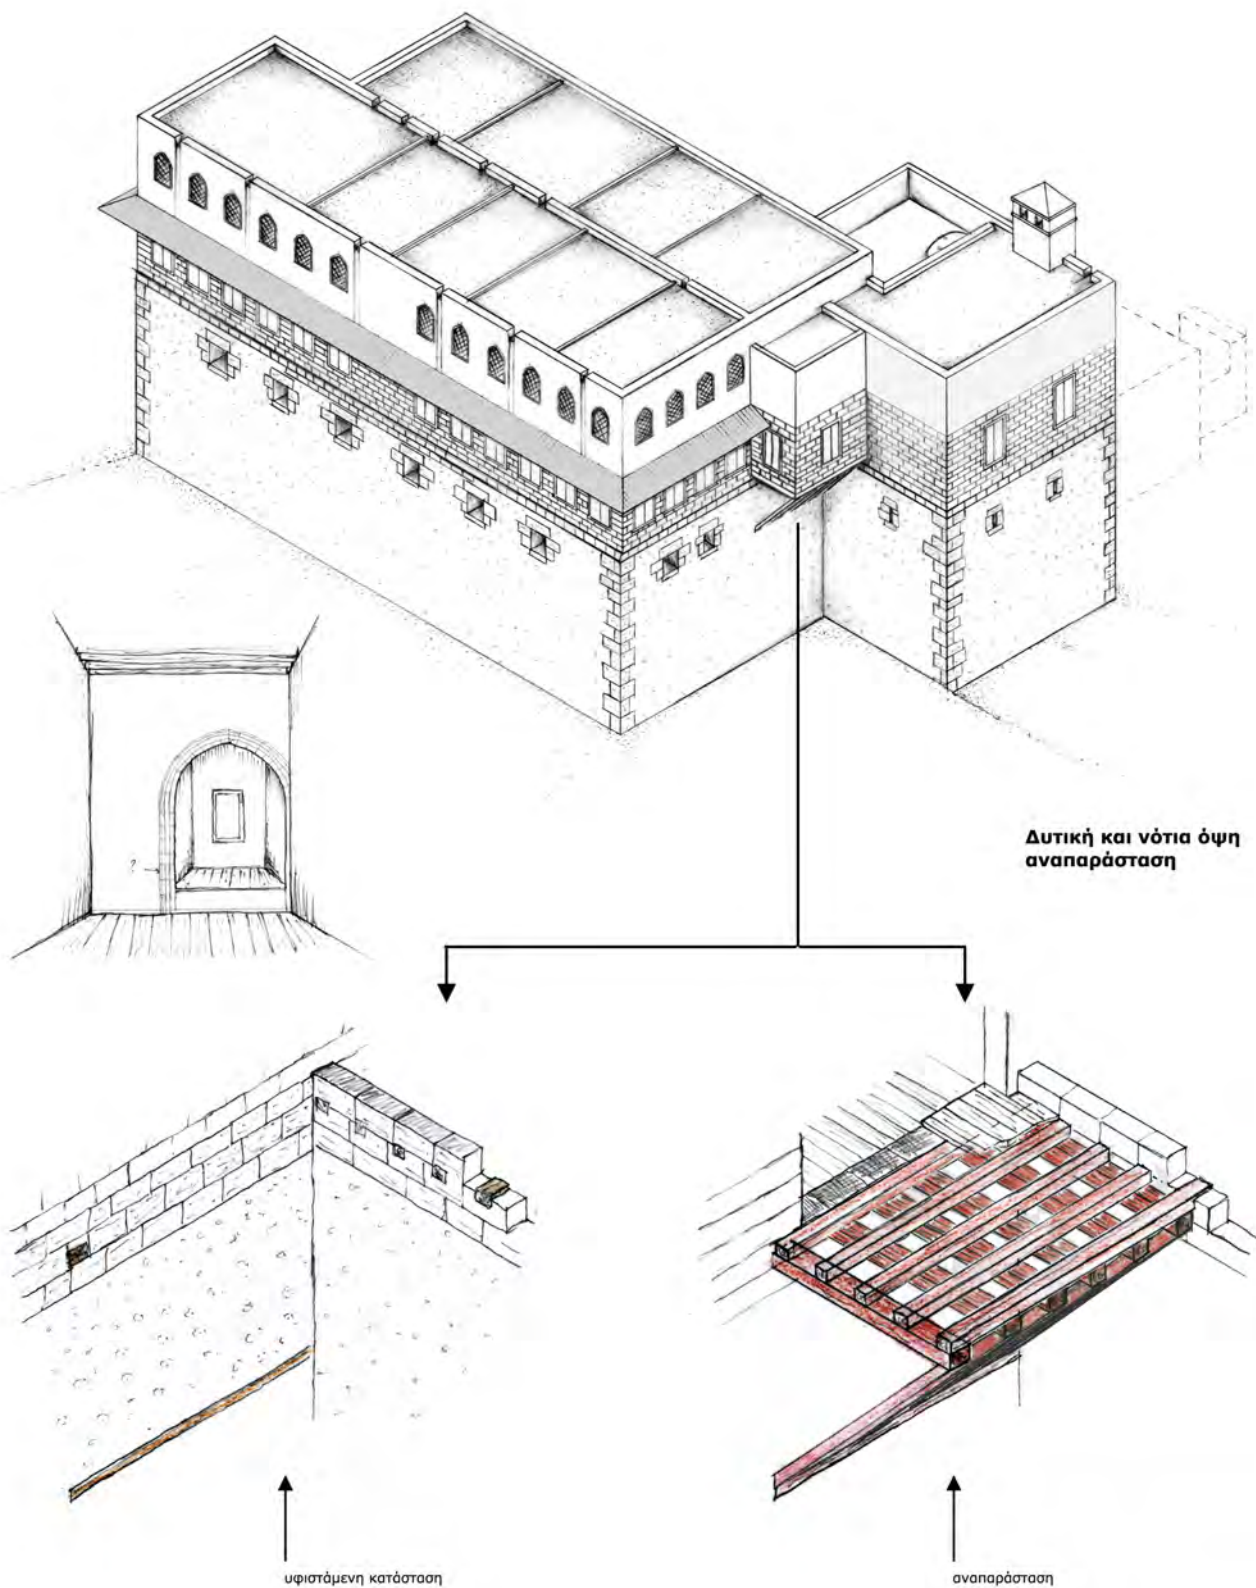 ?
Δυτική και νότια όψη
αναπαράσταση
υφιστάμενη κατάσταση
αναπαράσταση